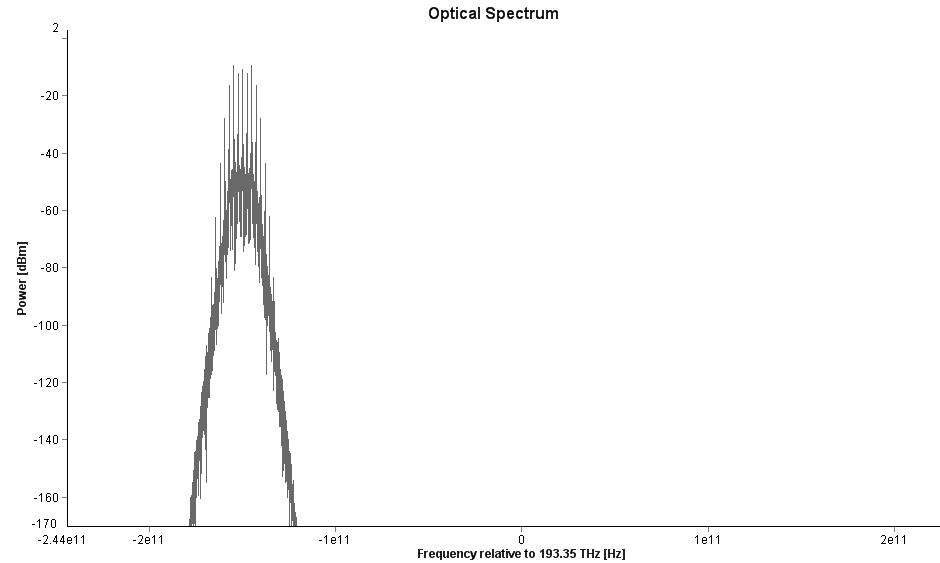 Optical Spectrum
2
-20
-40
-60
-80
-100
-120
-140
-160
-170
Power [dBm]
-2.44e11 -2e11 -1e11 0 1e11 2e11
Frequency relative to 193.35 THz [Hz]